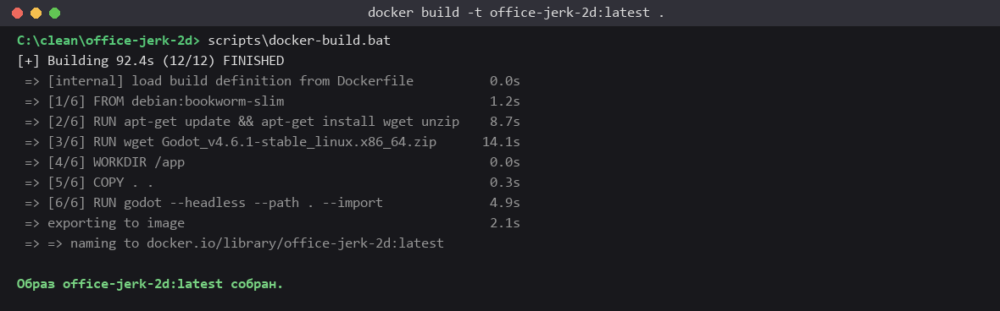 docker build -t office-jerk-2d:latest .
C:\clean\office-jerk-2d> scripts\docker-build.bat
[+] Building 92.4s (12/12) FINISHED
=> [internal] load build definition from Dockerfile 0.0s
=> [1/6] FROM debian:bookworm-slim 1.2s
=> [2/6] RUN apt-get update && apt-get install wget unzip 8.7s
=> [3/6] RUN wget Godot_v4.6.1-stable_linux.x86_64.zip 14.1s
=> [4/6] WORKDIR /app 0.0s
=> [5/6] COPY . . 0.3s
=> [6/6] RUN godot --headless --path . --import 4.9s
=> exporting to image 2.1s
=> => naming to docker.io/library/office-jerk-2d:latest
Образ office-jerk-2d:latest собран.